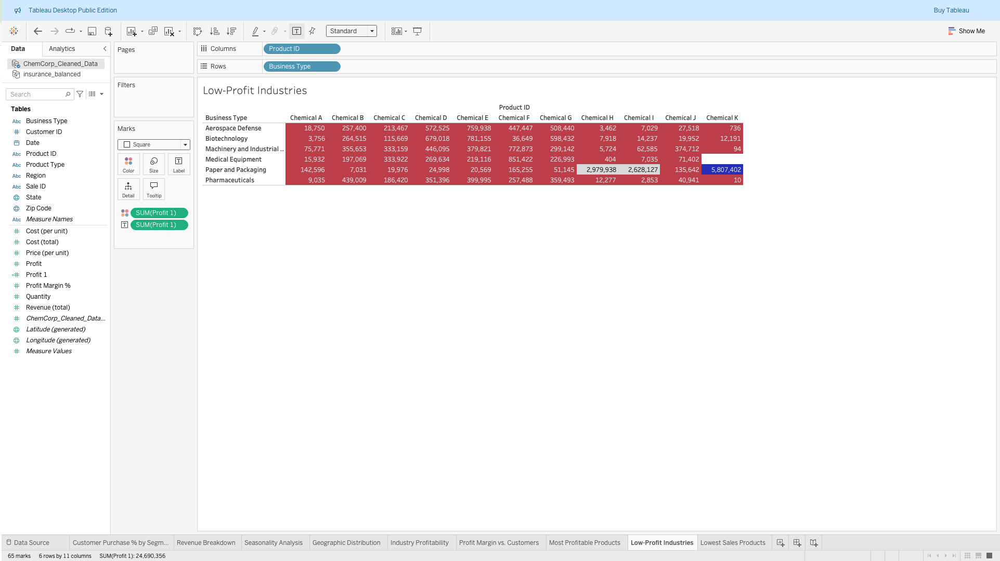 Tableau Desktop Public Edition
Buy Tableau
Standard
Show Me
Data
Analytics
ChemCorp_Cleaned_Data
insurance_balanced
Search
Tables
Abc Business Type
Customer ID
Date
Abc Product ID
Abc Product Type
Abc Region
Abc Sale ID
State
Zip Code
Abc Measure Names
Cost (per unit)
Cost (total)
Price (per unit)
Profit
Profit 1
Profit Margin %
Quantity
Revenue (total)
ChemCorp_Cleaned_Data...
Latitude (generated)
Longitude (generated)
Measure Values
Pages
Filters
Marks
Square
Color Size Label
Detail Tooltip
SUM(Profit 1)
SUM(Profit 1)
Columns Product ID
Rows Business Type
Low-Profit Industries
Product ID
Business Type Chemical A Chemical B Chemical C Chemical D Chemical E Chemical F Chemical G Chemical H Chemical I Chemical J Chemical K
Aerospace Defense 18,750 257,400 213,467 572,525 759,938 447,447 508,440 3,462 7,029 27,518 736
Biotechnology 3,756 264,515 115,669 679,018 781,155 36,649 598,432 7,918 14,237 19,952 12,191
Machinery and Industrial .. 75,771 355,653 333,159 446,095 379,821 772,873 299,142 5,724 62,585 374,712 94
Medical Equipment 15,932 197,069 333,922 269,634 219,116 851,422 226,993 404 7,035 71,402
Paper and Packaging 142,596 7,031 19,976 24,998 20,569 165,255 51,145 2,979,938 2,628,127 135,642 5,807,402
Pharmaceuticals 9,035 439,009 186,420 351,396 399,995 257,488 359,493 12,277 2,853 40,941 10
Data Source Customer Purchase % by Segm... Revenue Breakdown Seasonality Analysis Geographic Distribution Industry Profitability Profit Margin vs. Customers Most Profitable Products Low-Profit Industries Lowest Sales Products
65 marks 6 rows by 11 columns SUM(Profit 1): 24,690,356